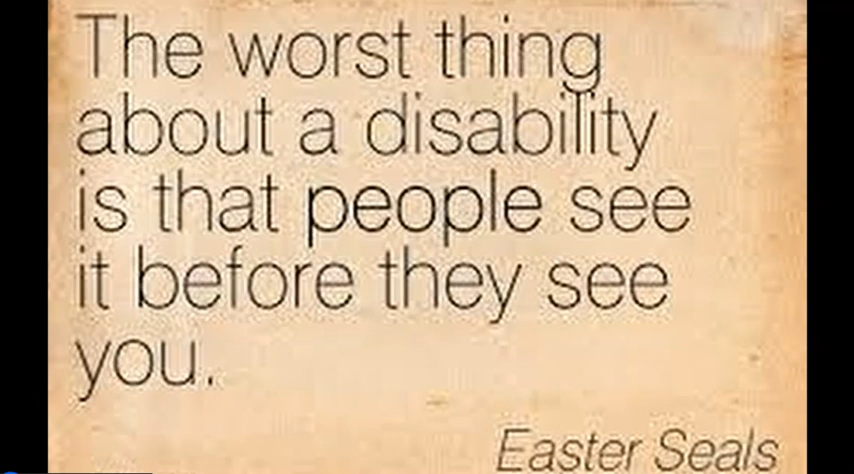 The worst thing
about a disability
is that people see
it before they see
you.
Easter Seals